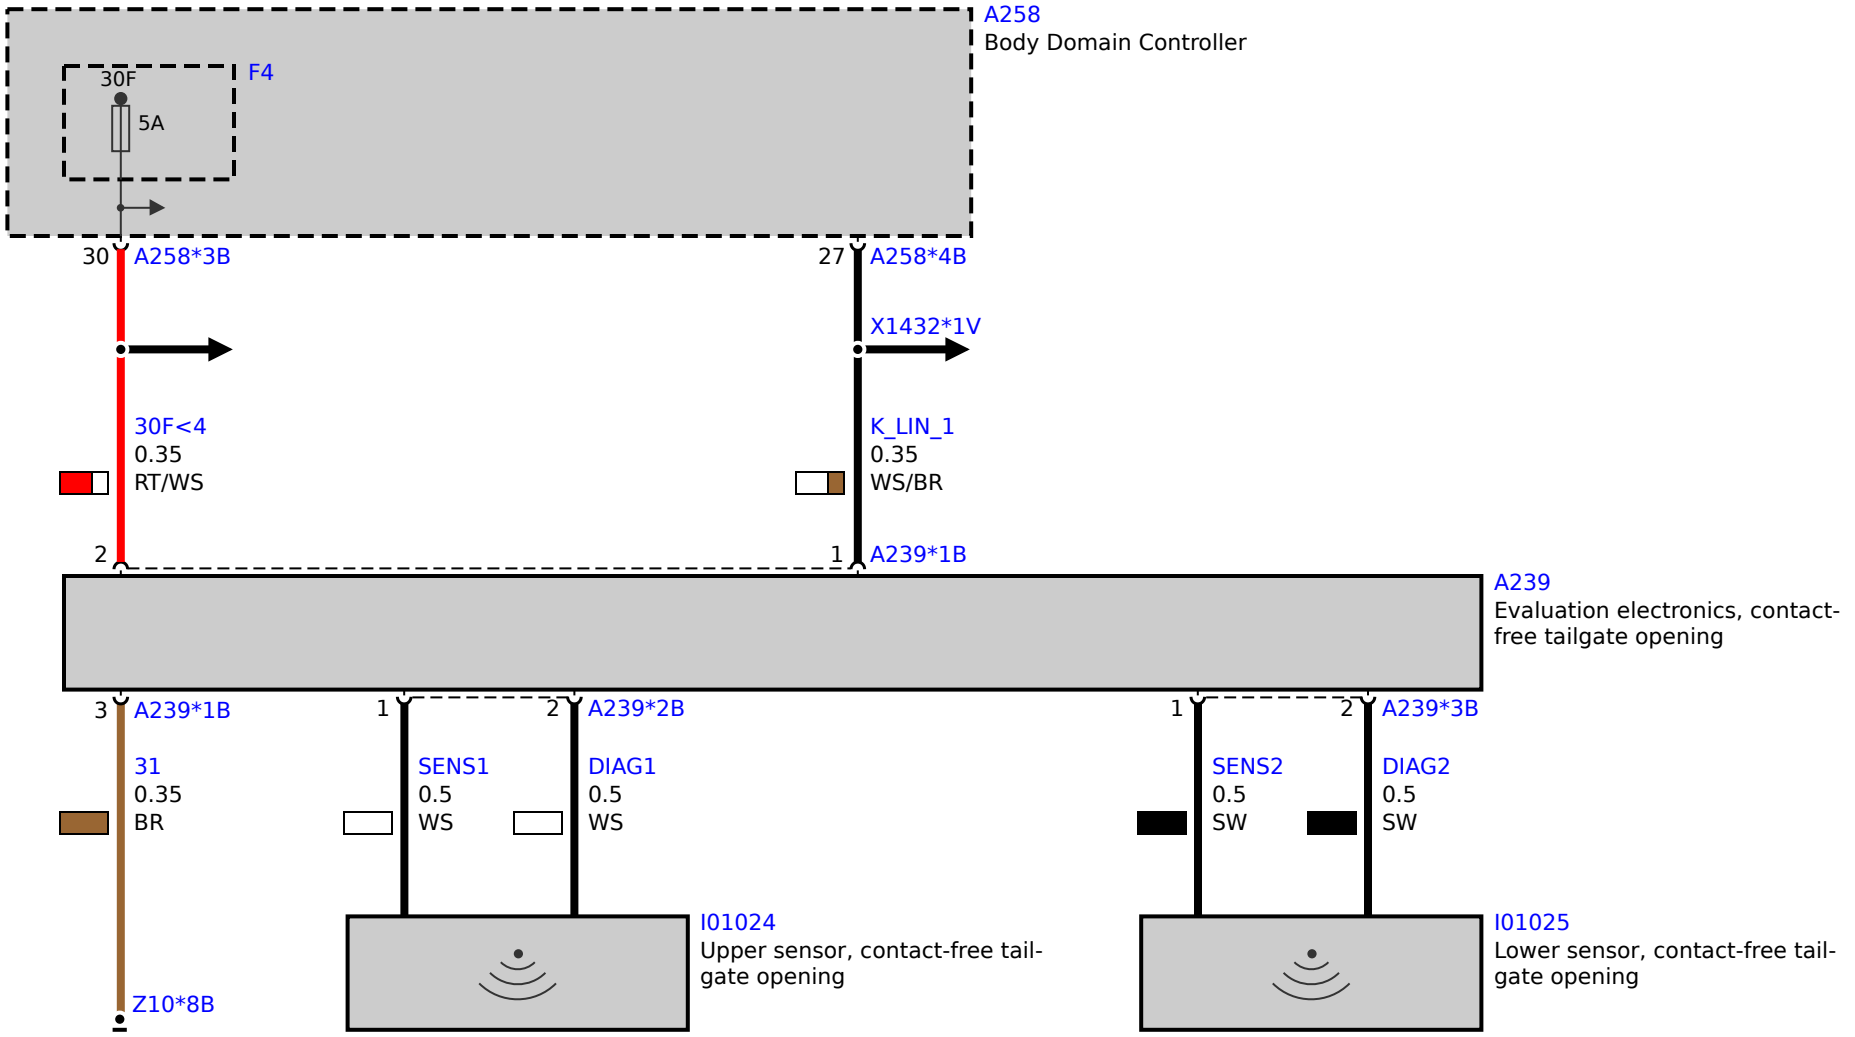 A258
Body Domain Controller
30F
F4
5A
30
A258*3B
27
A258*4B
X1432*1V
30F<4
0.35
RT/WS
K_LIN_1
0.35
WS/BR
2
1
A239*1B
A239
Evaluation electronics, contact-
free tailgate opening
3
A239*1B
1
2
A239*2B
1
2
A239*3B
31
0.35
BR
SENS1
0.5
WS
DIAG1
0.5
WS
SENS2
0.5
SW
DIAG2
0.5
SW
I01024
Upper sensor, contact-free tail-
gate opening
I01025
Lower sensor, contact-free tail-
gate opening
Z10*8B